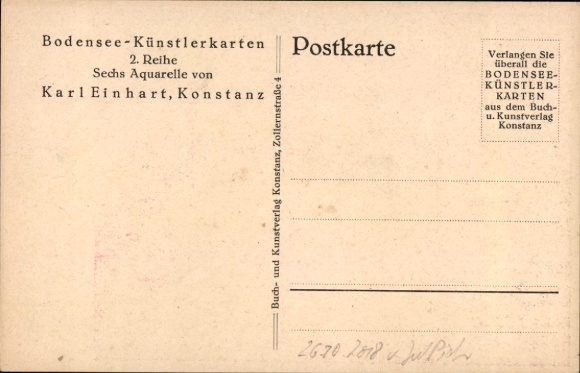 Bodensee-Künstlerkarten
2. Reihe
Sechs Aquarelle von
Karl Einhart, Konstanz
Buch- und Kunstverlag Konstanz, Zollernstraße 4
Postkarte
Verlangen Sie
überall die
BODENSEE-
KÜNSTLER-
KARTEN
aus dem Buch-
u. Kunstverlag
Konstanz